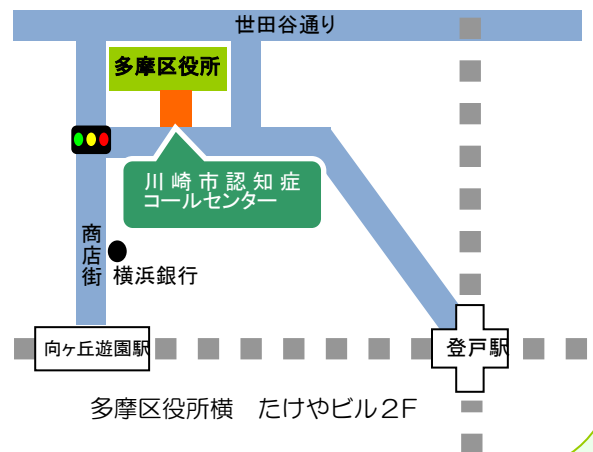 世田谷通り
多摩区役所
川崎市認知症
コールセンター
商店街
横浜銀行
向ヶ丘遊園駅
登戸駅
多摩区役所横　たけやビル２F